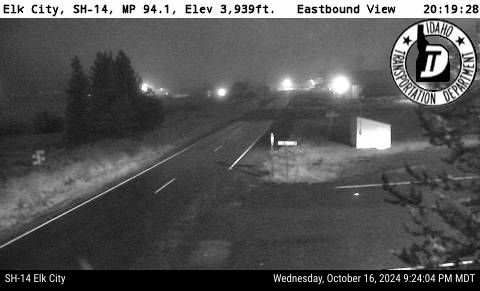 Elk City, SH-14, MP 94.1, Elev 3,939ft. Eastbound View 20:19:28
IDAHO
TRANSPORTATION DEPARTMENT
SH-14 Elk City Wednesday, October 16, 2024 9:24:04 PM MDT